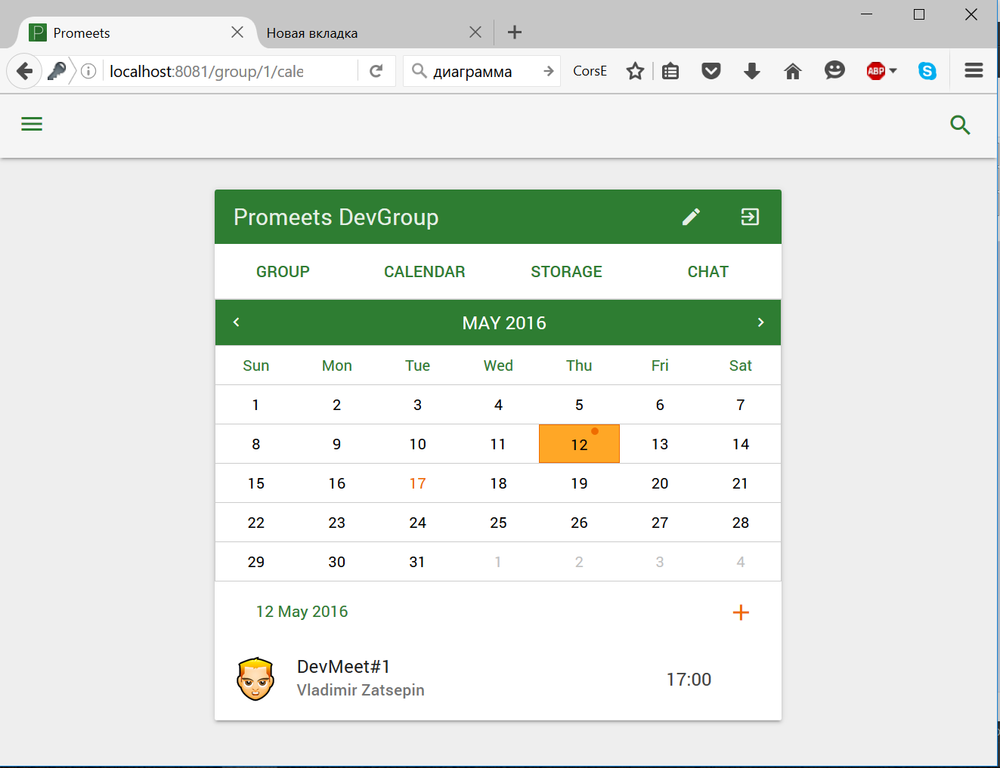 Promeets
Новая вкладка
localhost:8081/group/1/cale
диаграмма
CorsE
ABP
Promeets DevGroup
GROUP CALENDAR STORAGE CHAT
MAY 2016
Sun Mon Tue Wed Thu Fri Sat
1 2 3 4 5 6 7
8 9 10 11 12 13 14
15 16 17 18 19 20 21
22 23 24 25 26 27 28
29 30 31 1 2 3 4
12 May 2016
DevMeet#1
Vladimir Zatsepin
17:00